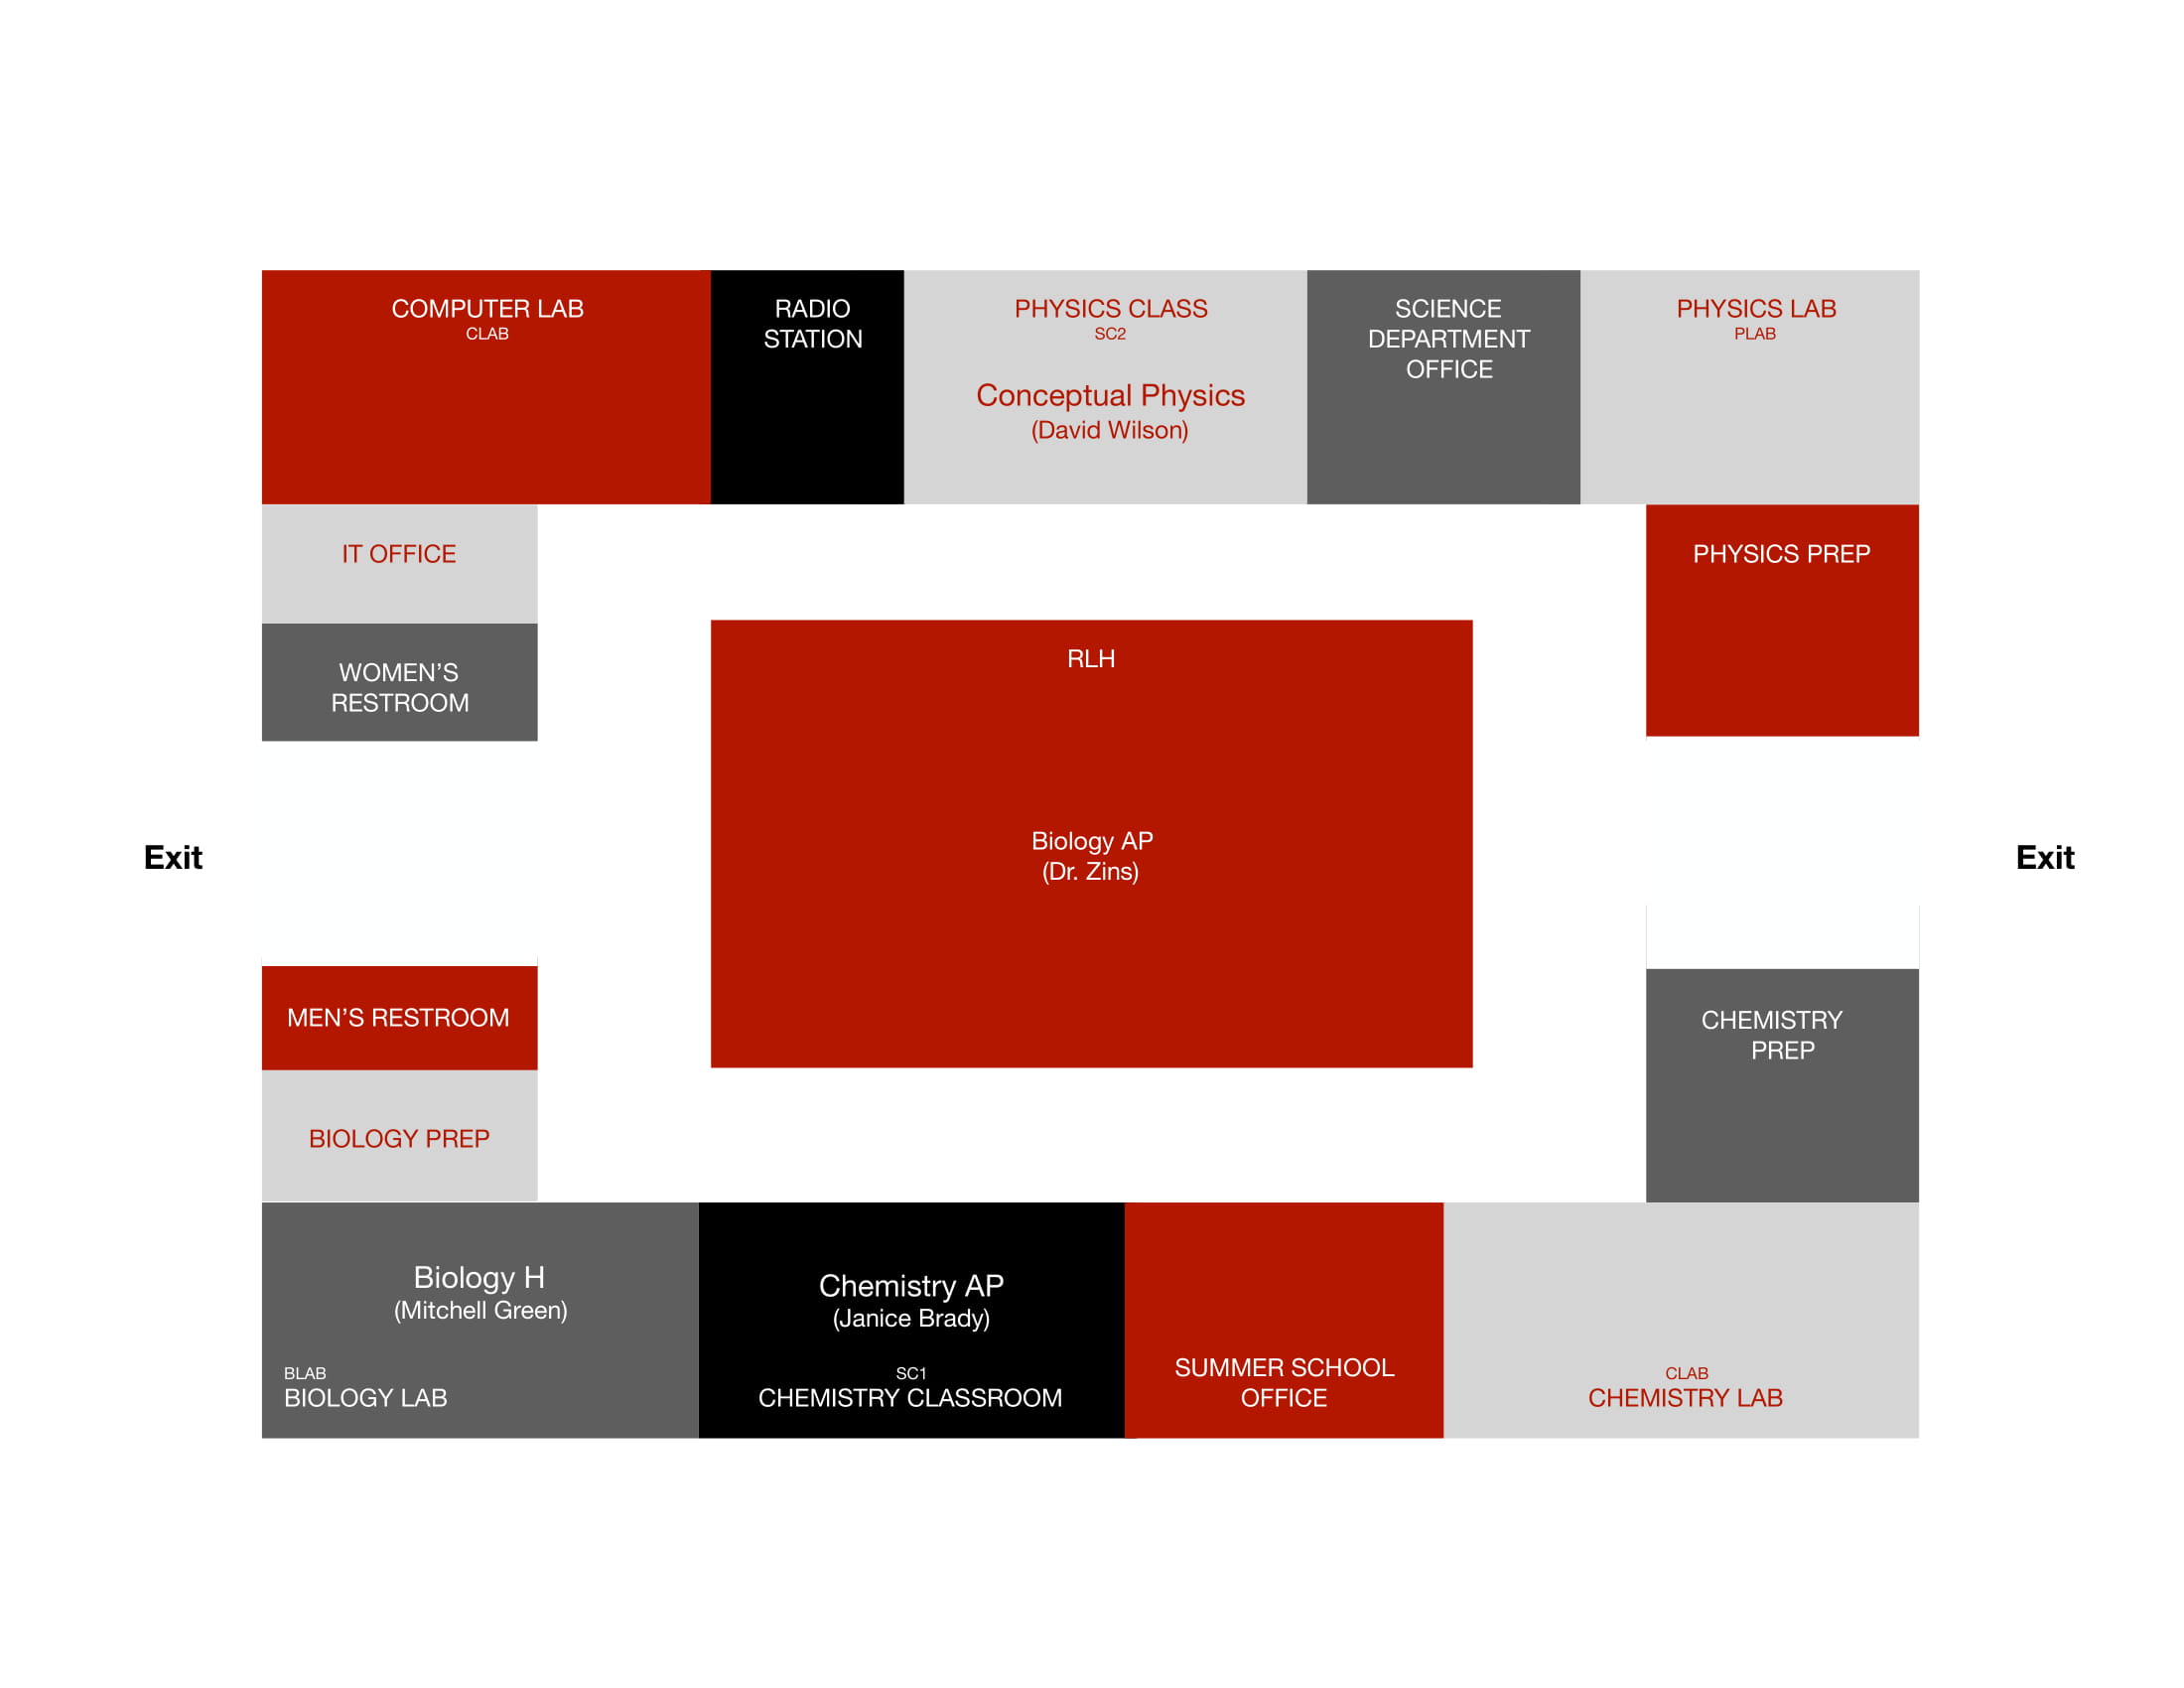 COMPUTER LAB
CLAB
RADIO
STATION
PHYSICS CLASS
SC2
Conceptual Physics
(David Wilson)
SCIENCE
DEPARTMENT
OFFICE
PHYSICS LAB
PLAB
IT OFFICE
PHYSICS PREP
WOMEN’S
RESTROOM
RLH
Biology AP
(Dr. Zins)
Exit
Exit
MEN’S RESTROOM
CHEMISTRY
PREP
BIOLOGY PREP
Biology H
(Mitchell Green)
BLAB
BIOLOGY LAB
Chemistry AP
(Janice Brady)
SC1
CHEMISTRY CLASSROOM
SUMMER SCHOOL
OFFICE
CLAB
CHEMISTRY LAB